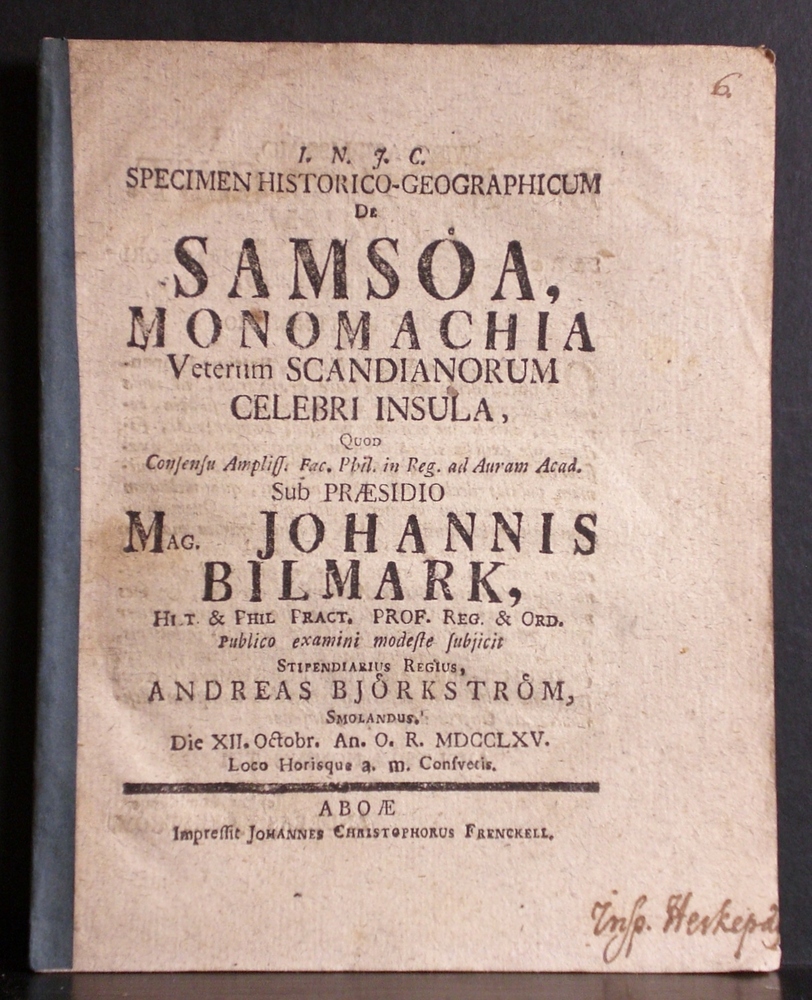 6.
I. N. J. C.
SPECIMEN HISTORICO-GEOGRAPHICUM
DE
SAMSÖA,
MONOMACHIA
Veterum SCANDIANORUM
CELEBRI INSULA,
QUOD
Conſenſu Ampliſſ. Fac. Phil. in Reg. ad Auram Acad.
Sub PRÆSIDIO
MAG. JOHANNIS
BILMARK,
HIST. & PHIL PRACT. PROF. REG. & ORD.
Publico examini modeſte ſubjicit
STIPENDIARIUS REGIUS,
ANDREAS BJÖRKSTRÖM,
SMOLANDUS.
Die XII. Octobr. An. O. R. MDCCLXV.
Loco Horisque a. m. Conſvetis.
ABOÆ
Impreſſit JOHANNES CHRISTOPHORUS FRENCKELL.
Inſp.